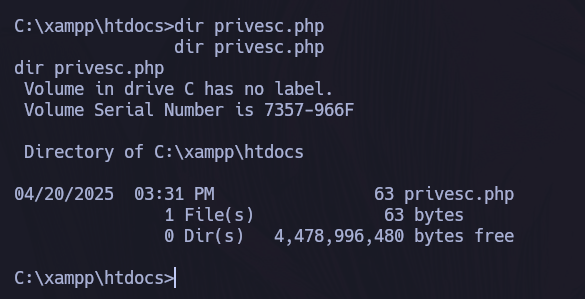 C:\xampp\htdocs>dir privesc.php
dir privesc.php
dir privesc.php
Volume in drive C has no label.
Volume Serial Number is 7357-966F
Directory of C:\xampp\htdocs
04/20/2025  03:31 PM                63 privesc.php
1 File(s)             63 bytes
0 Dir(s)   4,478,996,480 bytes free
C:\xampp\htdocs>